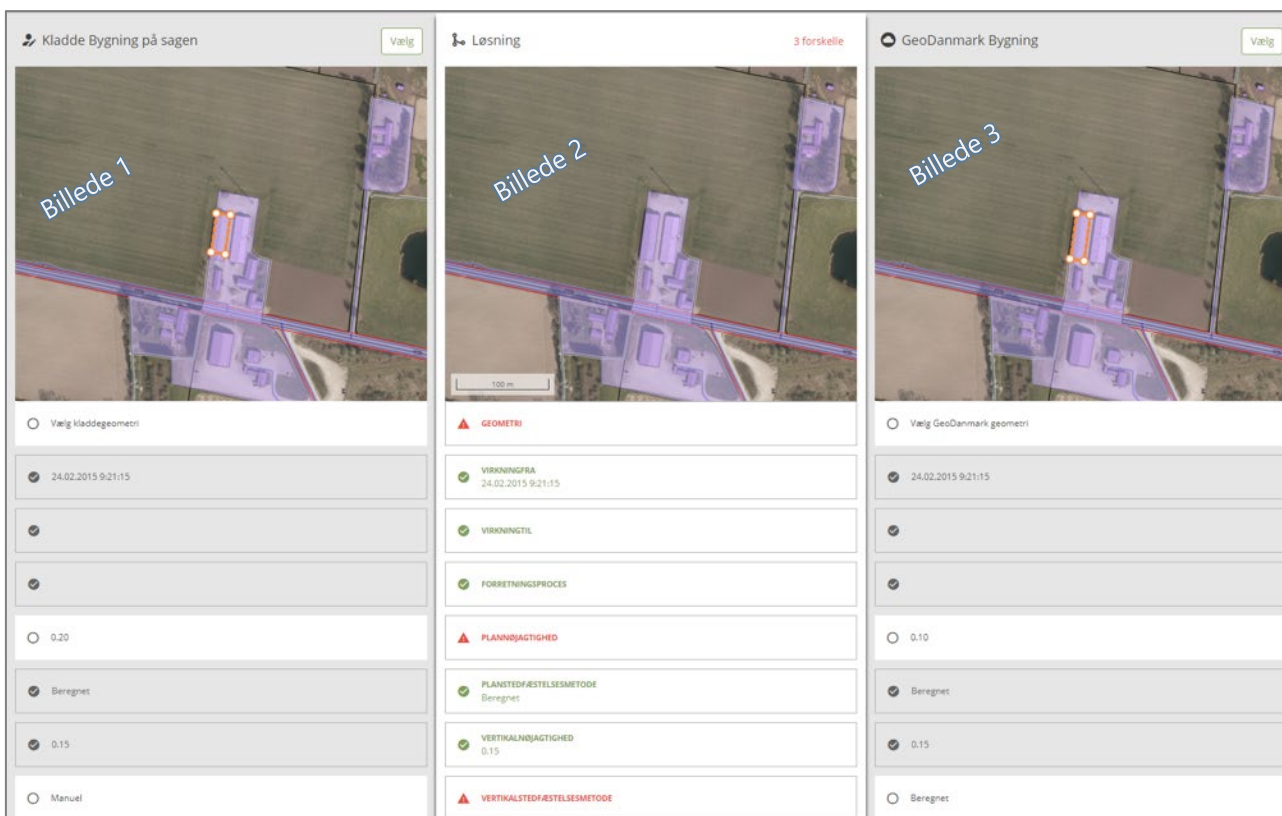 Kladde Bygning på sagen
Vælg
Billede 1
Vælg kladdegeometri
24.02.2015 9:21:15
0.20
Beregnet
0.15
Manuel
Løsning
3 forskelle
Billede 2
100 m
GEOMETRI
VIRKNINGFRA
24.02.2015 9:21:15
VIRKNINGTIL
FORRETNINGSPROCES
PLANNØJAGTIGHED
PLANSTEDFÆSTELSESMETODE
Beregnet
VERTIKALNØJAGTIGHED
0.15
VERTIKALSTEDFÆSTELSESMETODE
GeoDanmark Bygning
Vælg
Billede 3
Vælg GeoDanmark geometri
24.02.2015 9:21:15
0.10
Beregnet
0.15
Beregnet